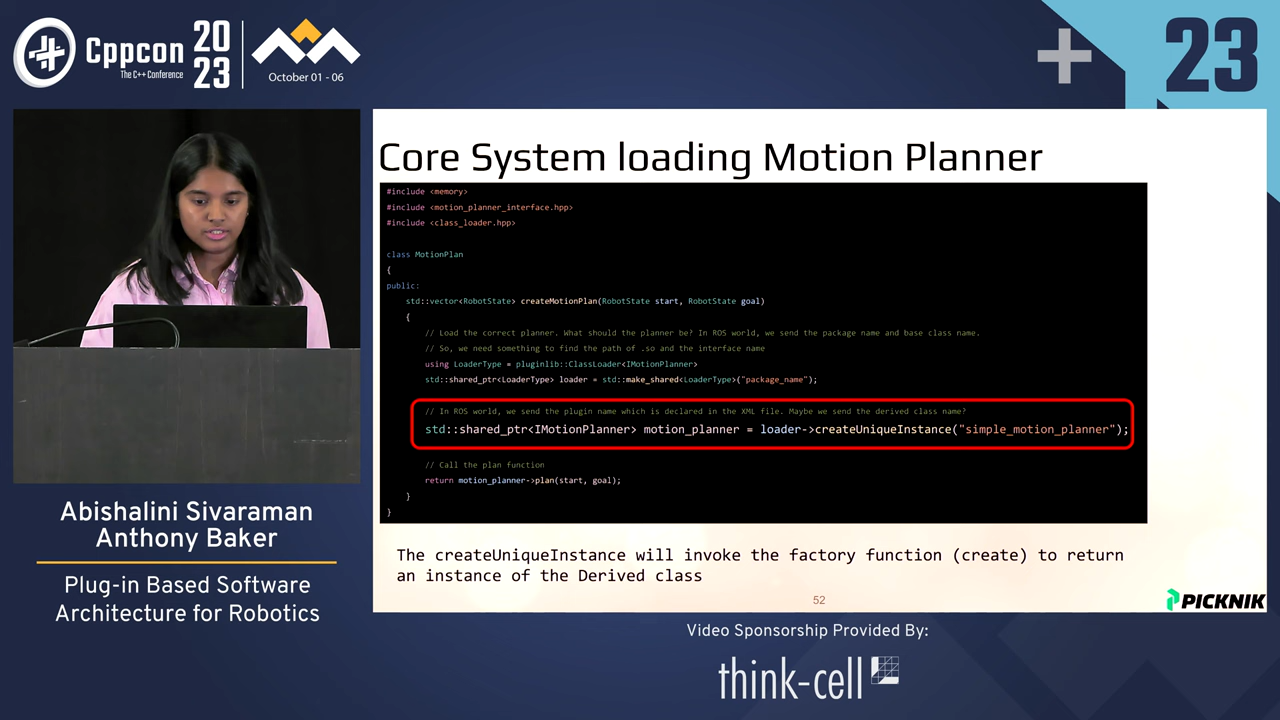 Cppcon
The C++ Conference
20
23
October 01 - 06
23
Core System loading Motion Planner
#include <memory>
#include <motion_planner_interface.hpp>
#include <class_loader.hpp>
class MotionPlan
{
public:
std::vector<RobotState> createMotionPlan(RobotState start, RobotState goal)
{
// Load the correct planner. What should the planner be? In ROS world, we send the package name and base class name.
// So, we need something to find the path of .so and the interface name
using LoaderType = pluginlib::ClassLoader<IMotionPlanner>
std::shared_ptr<LoaderType> loader = std::make_shared<LoaderType>("package_name");
// In ROS world, we send the plugin name which is declared in the XML file. Maybe we send the derived class name?
std::shared_ptr<IMotionPlanner> motion_planner = loader->createUniqueInstance("simple_motion_planner");
// Call the plan function
return motion_planner->plan(start, goal);
}
}
The createUniqueInstance will invoke the factory function (create) to return
an instance of the Derived class
52
PICKNIK
Abishalini Sivaraman
Anthony Baker
Plug-in Based Software
Architecture for Robotics
Video Sponsorship Provided By:
think-cell